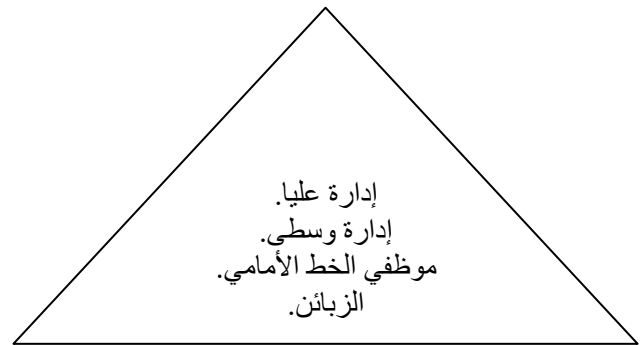 إدارة عليا.
إدارة وسطى.
موظفي الخط الأمامي.
الزبائن.